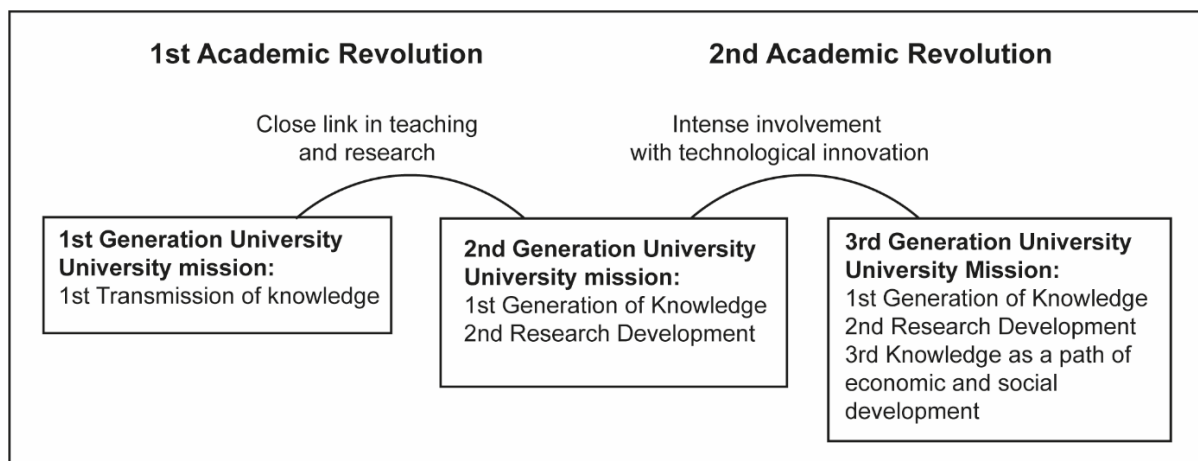 1st Academic Revolution
2nd Academic Revolution
Close link in teaching
and research
Intense involvement
with technological innovation
1st Generation University
University mission:
1st Transmission of knowledge
2nd Generation University
University mission:
1st Generation of Knowledge
2nd Research Development
3rd Generation University
University Mission:
1st Generation of Knowledge
2nd Research Development
3rd Knowledge as a path of
economic and social
development